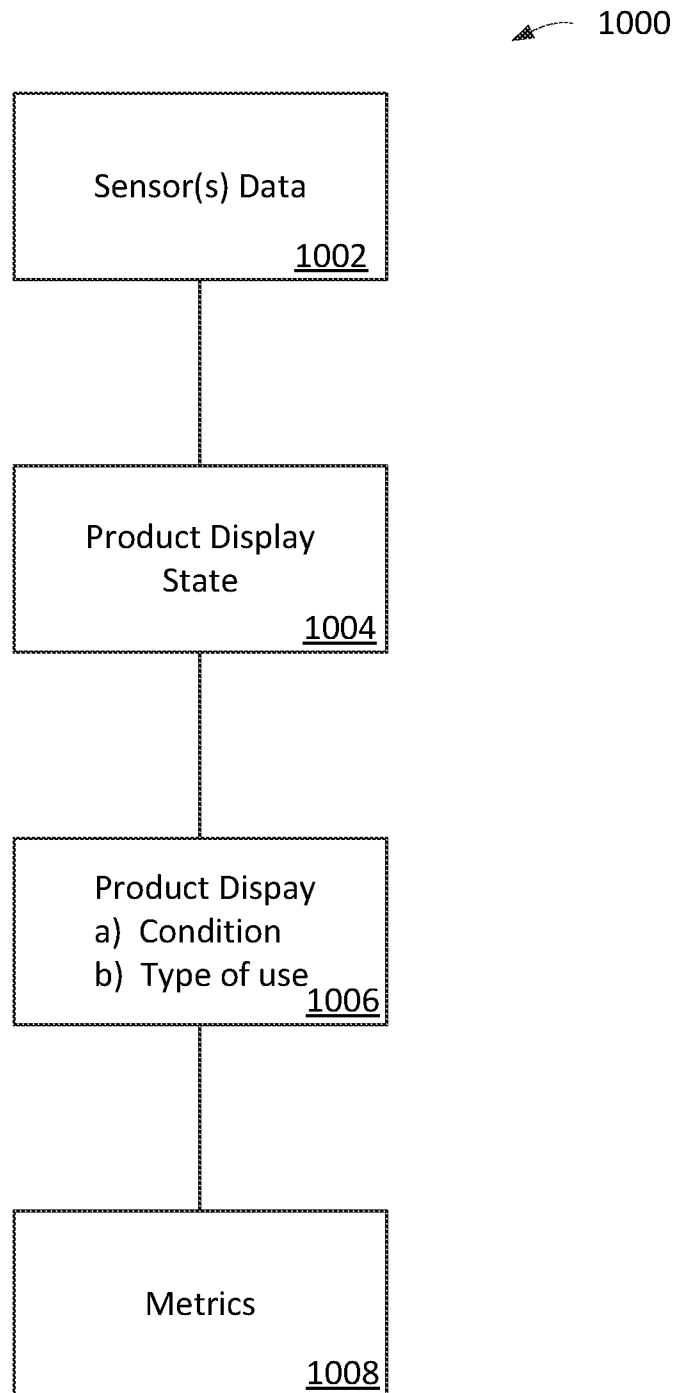 1000
Sensor(s) Data
1002
Product Display
State
1004
Product Dispay
a) Condition
b) Type of use
1006
Metrics
1008